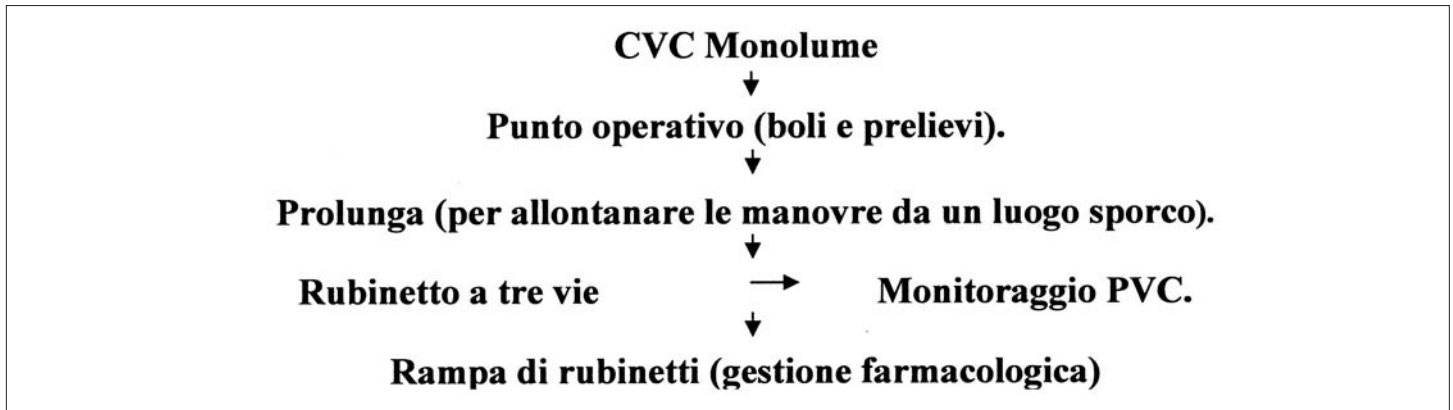 CVC Monolume
Punto operativo (boli e prelievi).
Prolunga (per allontanare le manovre da un luogo sporco).
Rubinetto a tre vie → Monitoraggio PVC.
Rampa di rubinetti (gestione farmacologica)